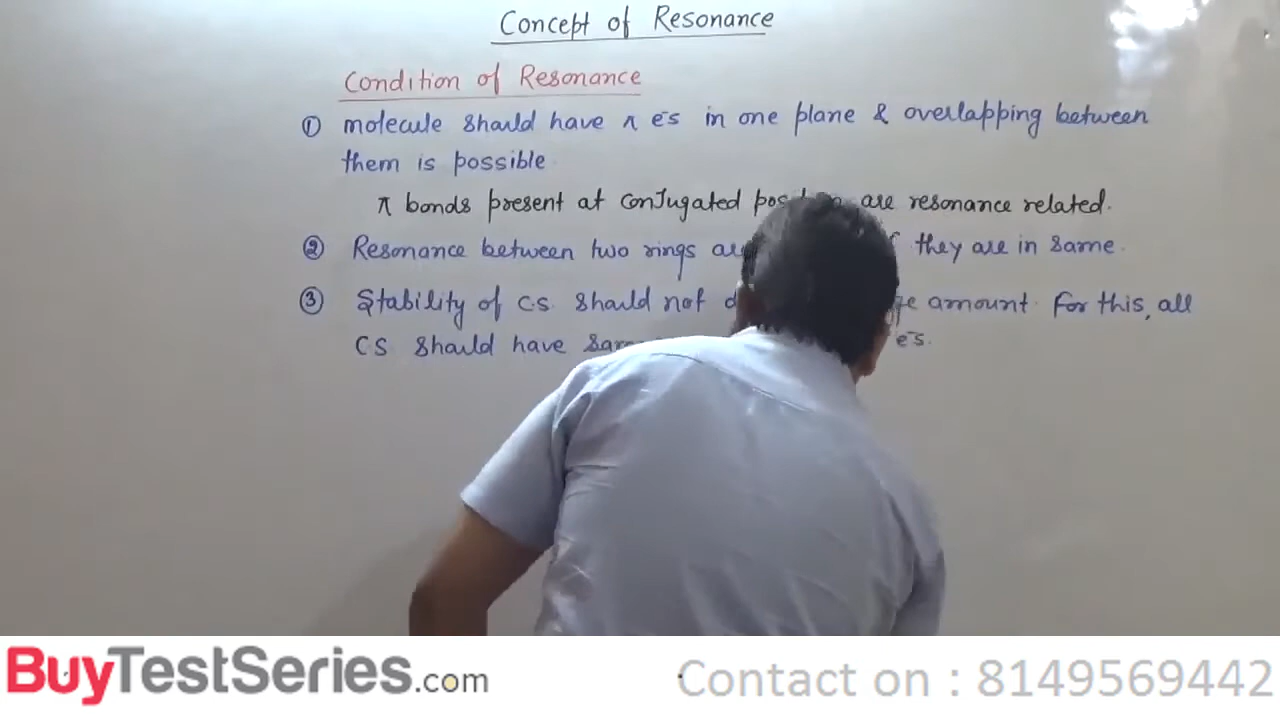 Concept of Resonance
Condition of Resonance
① molecule should have π e⁻s in one plane & overlapping between
them is possible
π bonds present at conjugated are resonance related.
② Resonance between two rings they are in same.
③ Stability of C.S. should not amount. For this, all
C.S should have e⁻s.
BuyTestSeries.com
Contact on : 8149569442